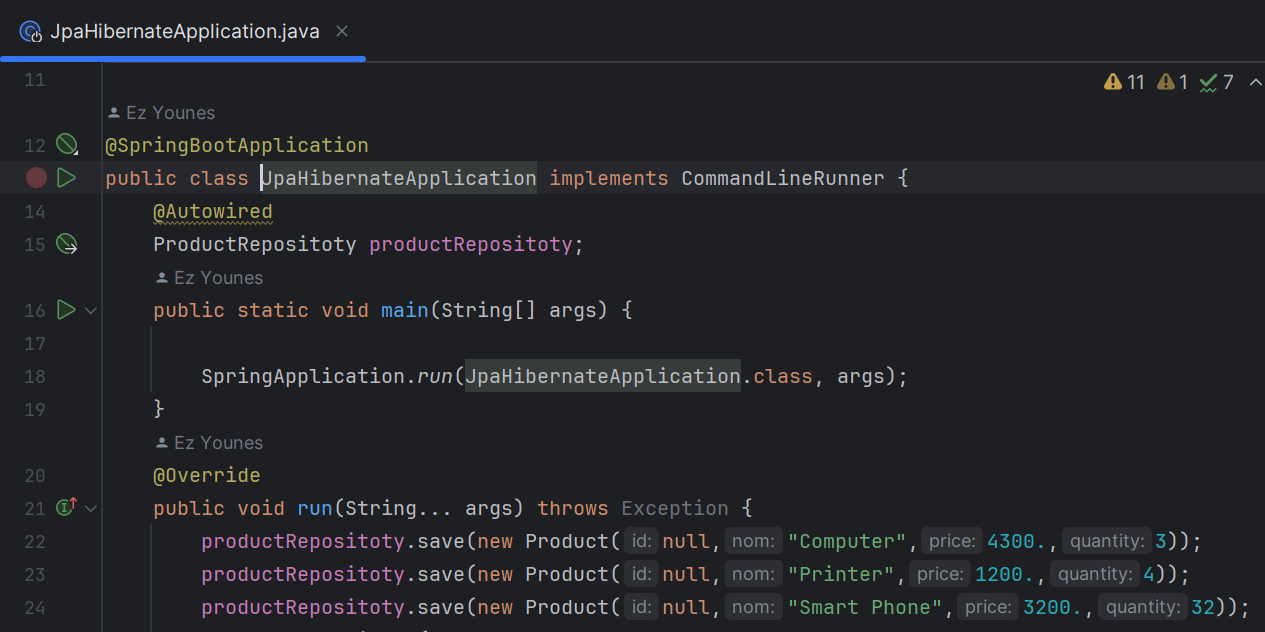 JpaHibernateApplication.java
11
11 1 7
Ez Younes
12 @SpringBootApplication
public class JpaHibernateApplication implements CommandLineRunner {
14 @Autowired
15 ProductRepositoty productRepositoty;
Ez Younes
16 public static void main(String[] args) {
17
18 SpringApplication.run(JpaHibernateApplication.class, args);
19 }
Ez Younes
20 @Override
21 public void run(String... args) throws Exception {
22 productRepositoty.save(new Product( id: null, nom: "Computer", price: 4300., quantity: 3));
23 productRepositoty.save(new Product( id: null, nom: "Printer", price: 1200., quantity: 4));
24 productRepositoty.save(new Product( id: null, nom: "Smart Phone", price: 3200., quantity: 32));